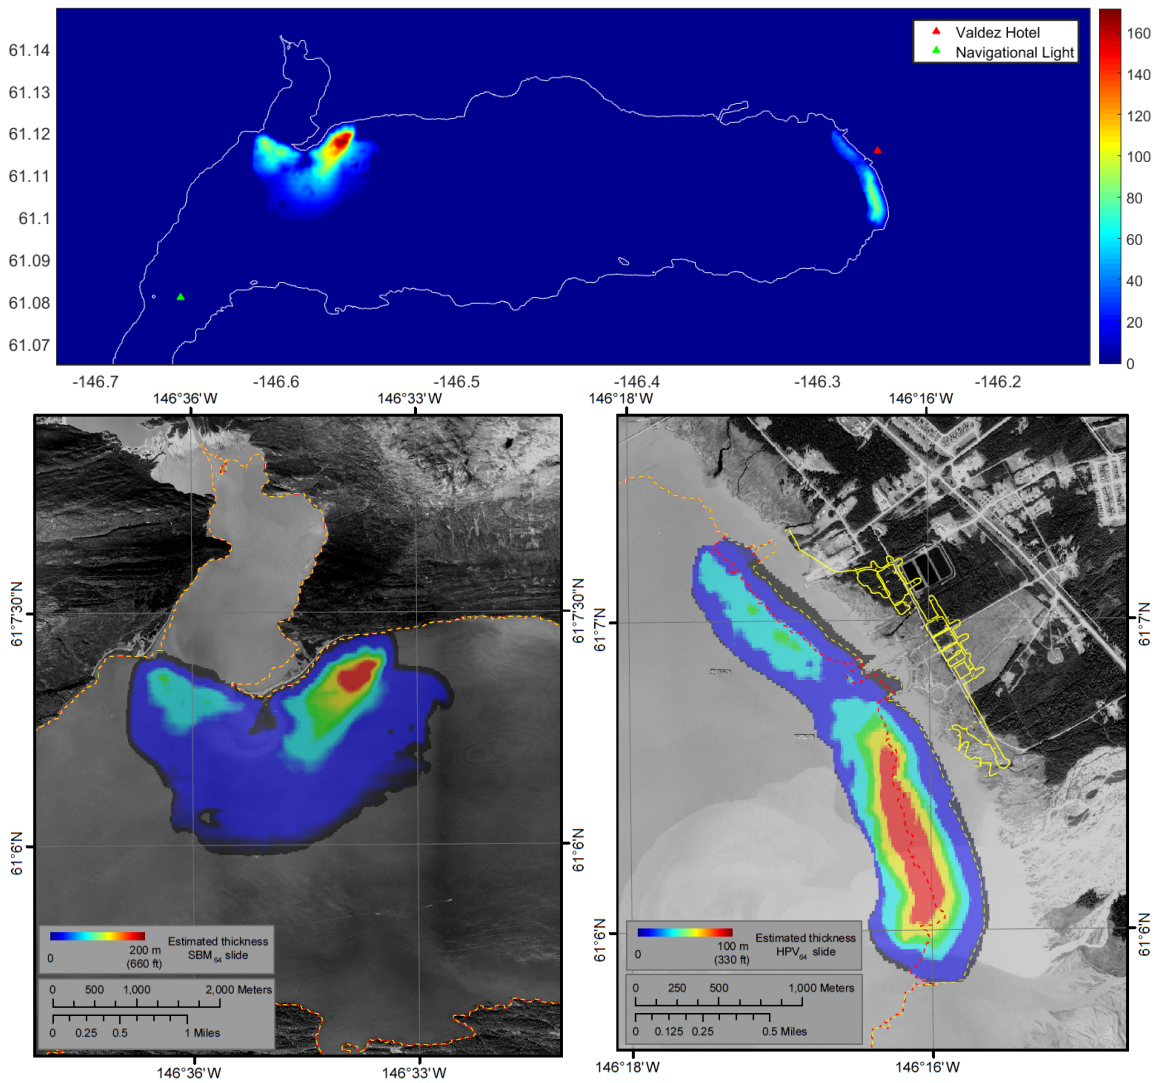 61.14
61.13
61.12
61.11
61.1
61.09
61.08
61.07
Valdez Hotel
Navigational Light
160
140
120
100
80
60
40
20
0
-146.7 -146.6 -146.5 -146.4 -146.3 -146.2
146°36'W 146°33'W
61°7'30"N
61°6'N
61°7'30"N
61°6'N
0 200 m
(660 ft)
Estimated thickness
SBM64 slide
0 500 1,000 2,000 Meters
0 0.25 0.5 1 Miles
146°36'W 146°33'W
146°18'W 146°16'W
61°7'N
61°6'N
61°7'N
61°6'N
0 100 m
(330 ft)
Estimated thickness
HPV64 slide
0 250 500 1,000 Meters
0 0.125 0.25 0.5 Miles
146°18'W 146°16'W